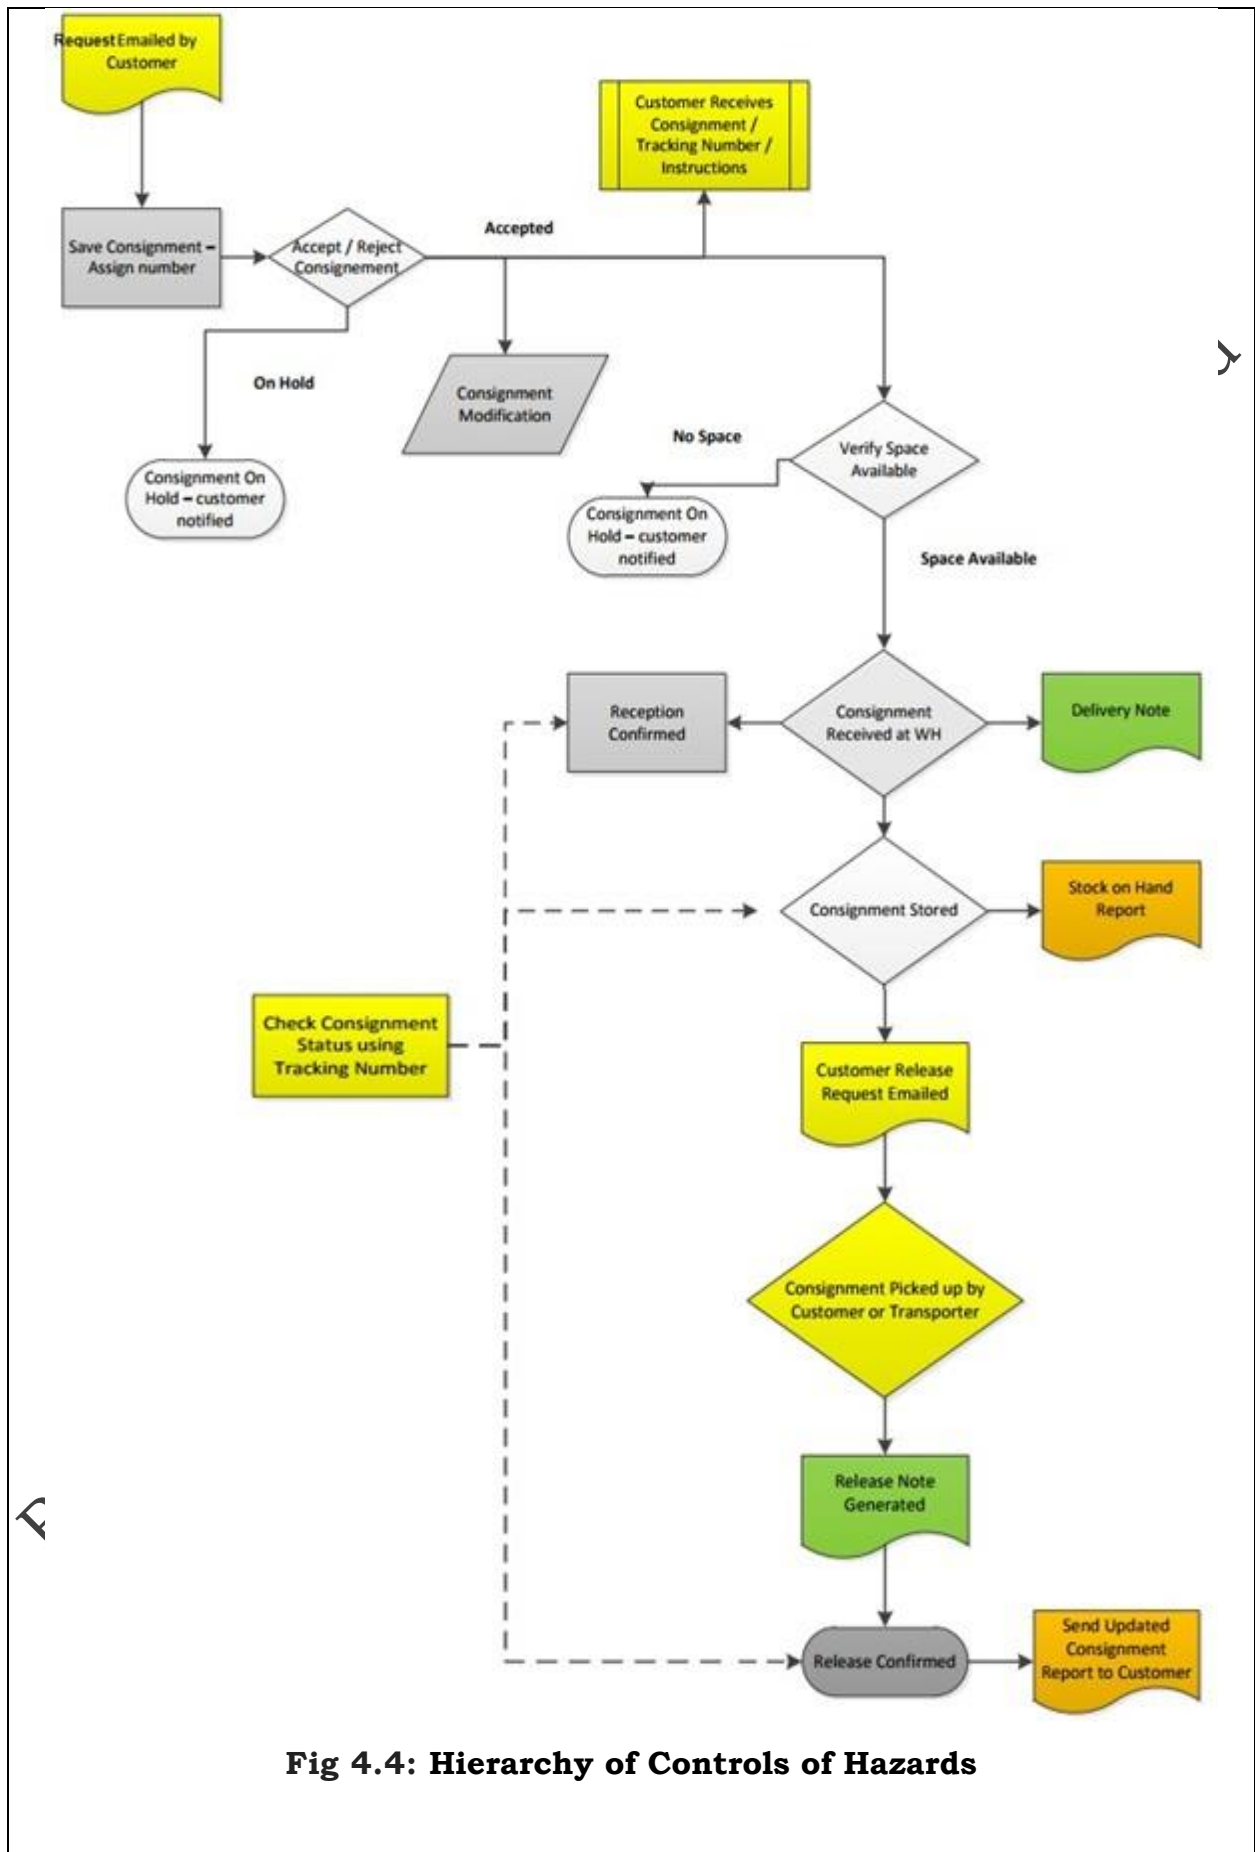 Request Emailed by
Customer
Customer Receives
Consignment /
Tracking Number /
Instructions
Save Consignment –
Assign number
Accept / Reject
Consignement
Accepted
On Hold
Consignment
Modification
Consignment On
Hold – customer
notified
No Space
Verify Space
Available
Consignment On
Hold – customer
notified
Space Available
Reception
Confirmed
Consignment
Received at WH
Delivery Note
Consignment Stored
Stock on Hand
Report
Check Consignment
Status using
Tracking Number
Customer Release
Request Emailed
Consignment Picked up by
Customer or Transporter
Release Note
Generated
Release Confirmed
Send Updated
Consignment
Report to Customer
Fig 4.4: Hierarchy of Controls of Hazards